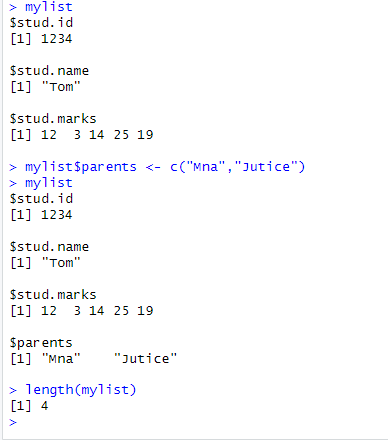 > mylist
$stud.id
[1] 1234
$stud.name
[1] "Tom"
$stud.marks
[1] 12  3 14 25 19
> mylist$parents <- c("Mna","Jutice")
> mylist
$stud.id
[1] 1234
$stud.name
[1] "Tom"
$stud.marks
[1] 12  3 14 25 19
$parents
[1] "Mna"    "Jutice"
> length(mylist)
[1] 4
>